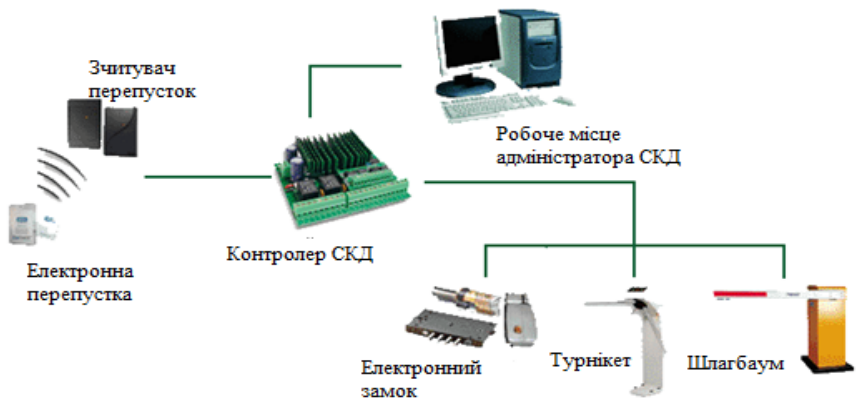 Зчитувач
перепусток
Робоче місце
адміністратора СКД
Контролер СКД
Електронна
перепустка
Електронний
замок
Турнікет
Шлагбаум